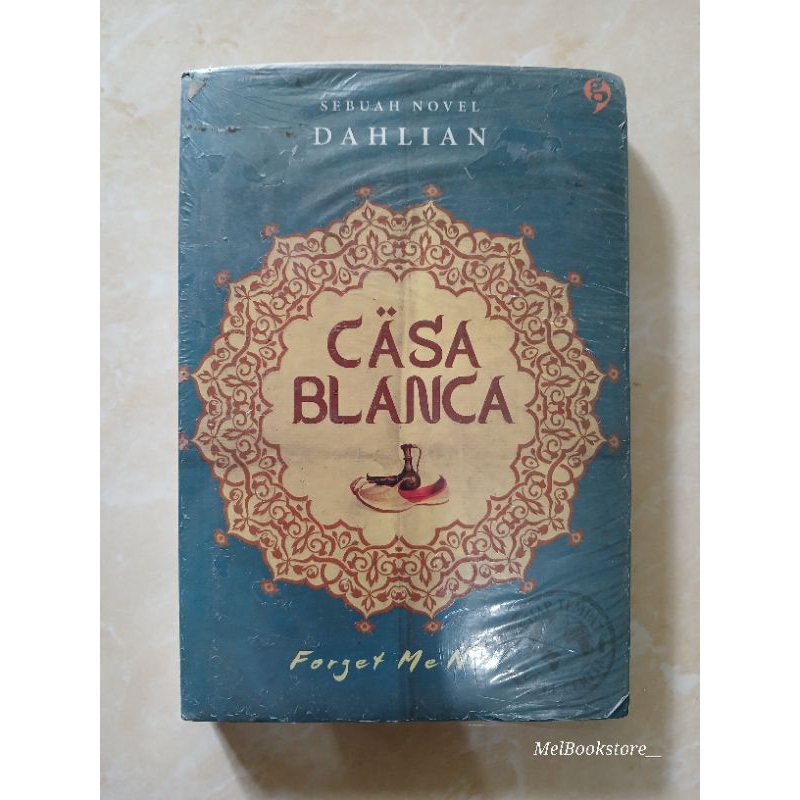 SEBUAH NOVEL
DAHLIAN
CÄSA
BLANCA
Forget Me
MelBookstore__